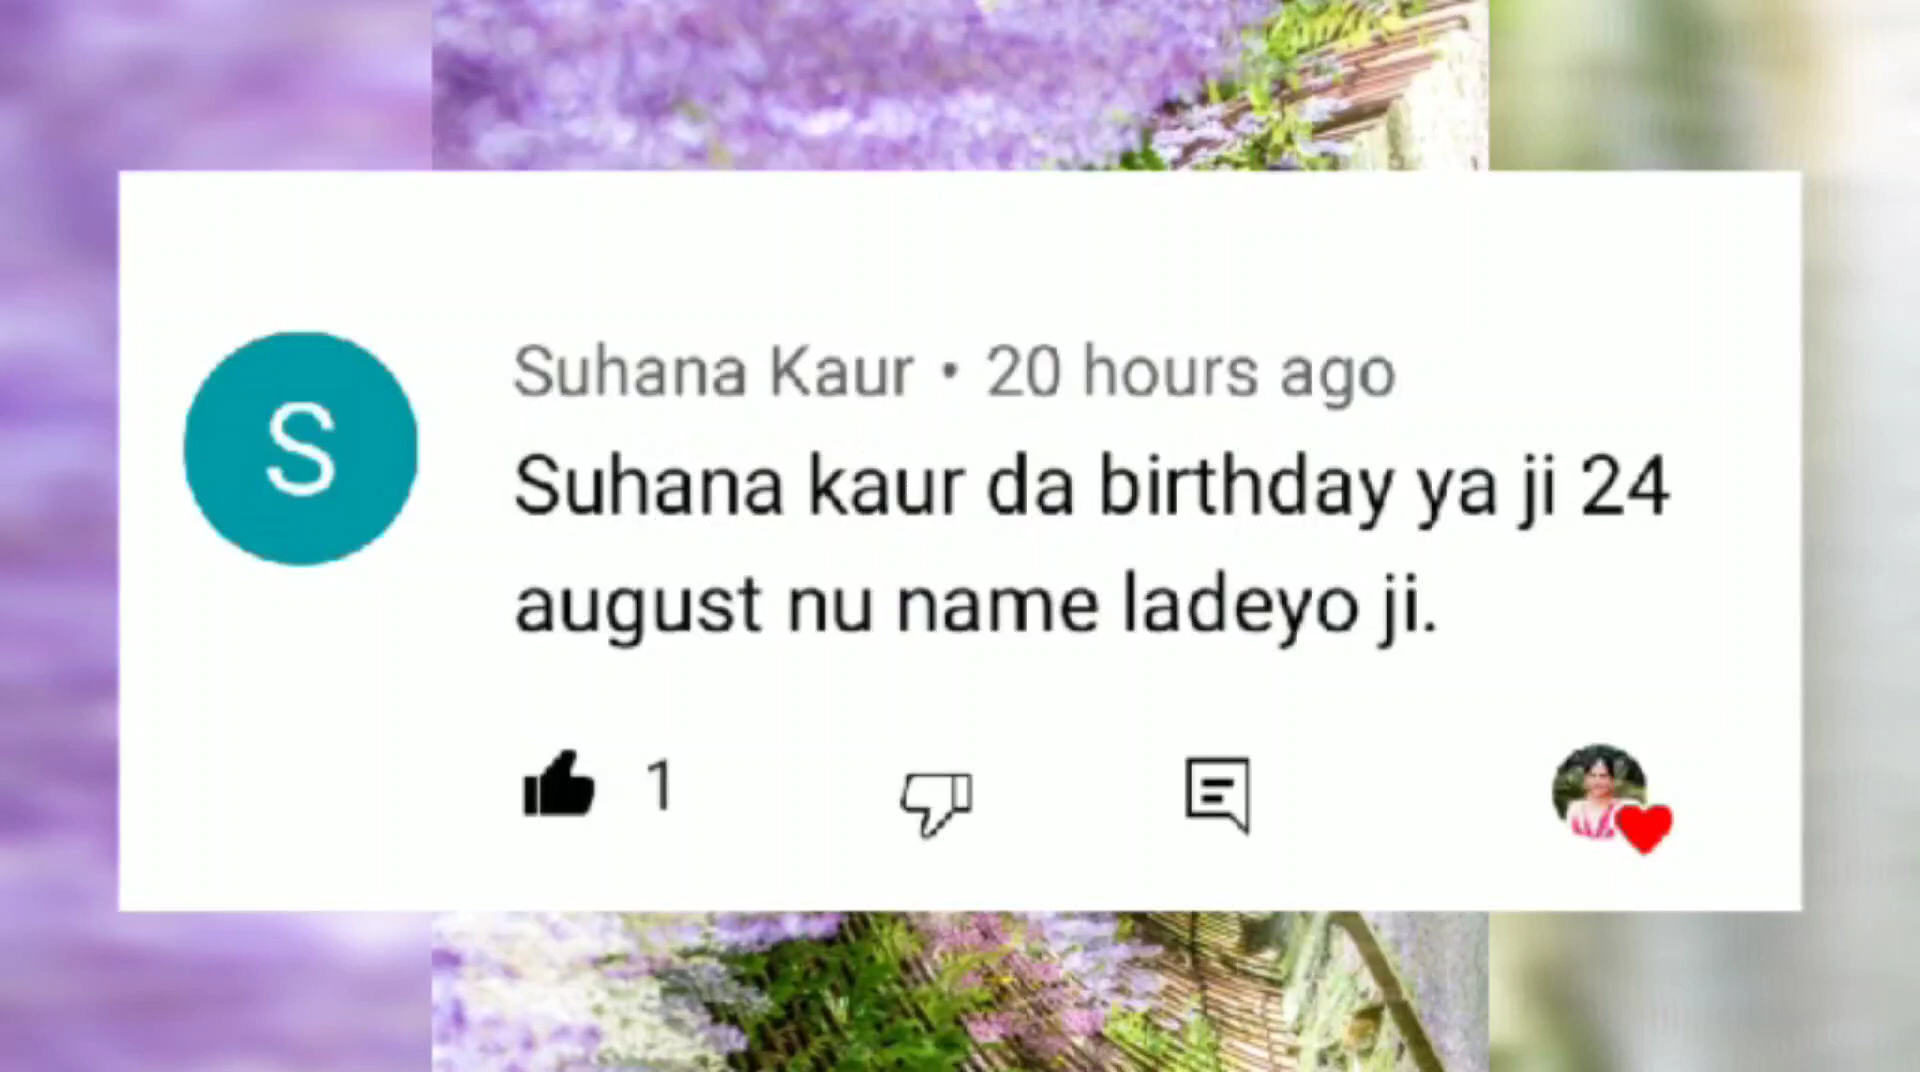 S
Suhana Kaur • 20 hours ago
Suhana kaur da birthday ya ji 24
august nu name ladeyo ji.
1